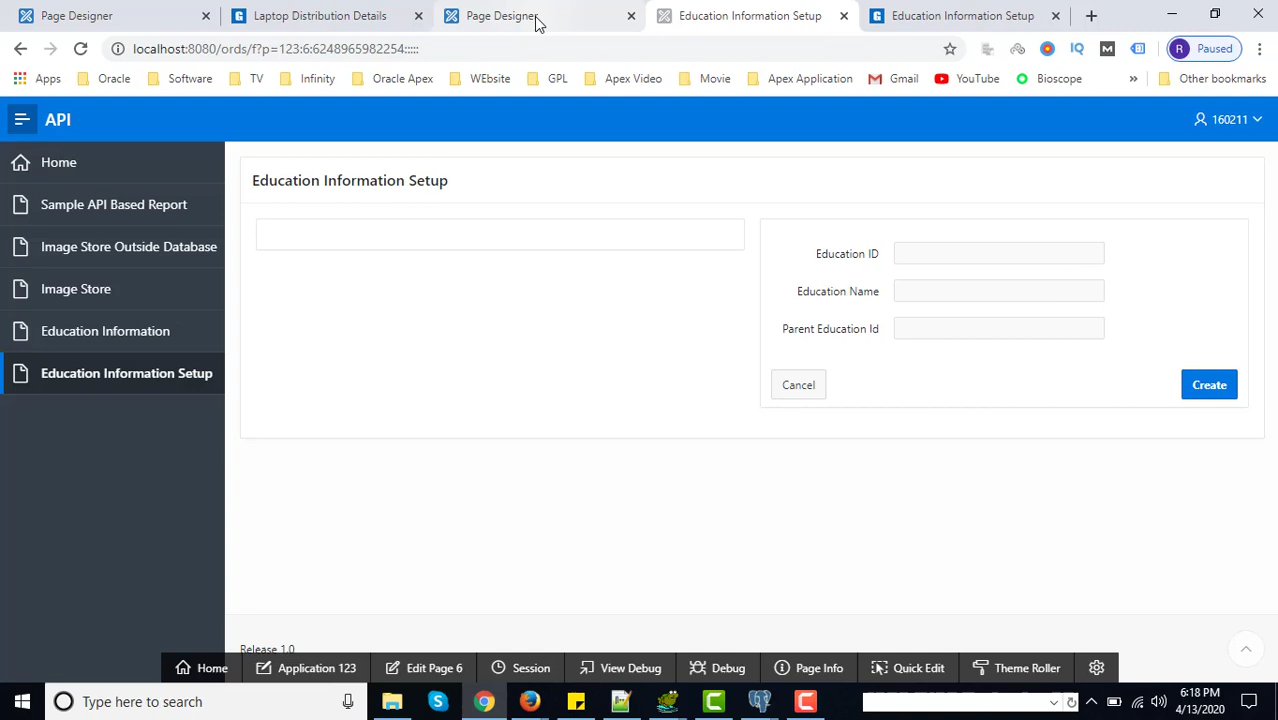 Page Designer
Laptop Distribution Details
Page Designer
Education Information Setup
Education Information Setup
localhost:8080/ords/f?p=123:6:6248965982254:::::
R Paused
Apps
Oracle
Software
TV
Infinity
Oracle Apex
WEbsite
GPL
Apex Video
Movie
Apex Application
Gmail
YouTube
Bioscope
Other bookmarks
API
160211
Home
Sample API Based Report
Image Store Outside Database
Image Store
Education Information
Education Information Setup
Education Information Setup
Education ID
Education Name
Parent Education Id
Cancel
Create
Release 1.0
Home
Application 123
Edit Page 6
Session
View Debug
Debug
Page Info
Quick Edit
Theme Roller
Type here to search
6:18 PM
4/13/2020